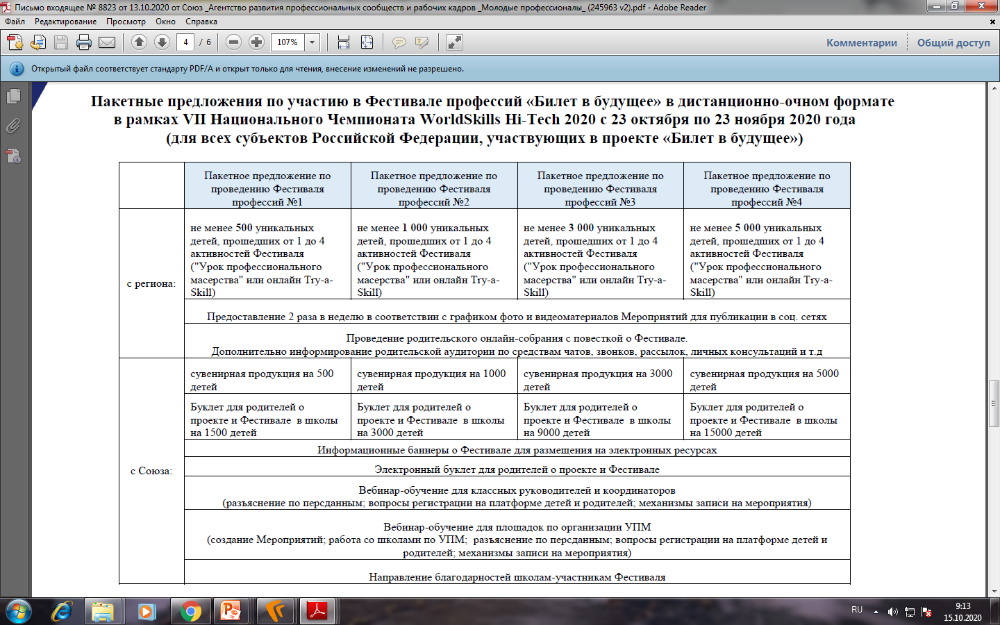 Письмо входящее № 8823 от 13.10.2020 от Союз _Агентство развития профессиональных сообществ и рабочих кадров _Молодые профессионалы_ (245963 v2).pdf - Adobe Reader
Файл Редактирование Просмотр Окно Справка
4 / 6 107% Комментарии Общий доступ
Открытый файл соответствует стандарту PDF/A и открыт только для чтения, внесение изменений не разрешено.
Пакетные предложения по участию в Фестивале профессий «Билет в будущее» в дистанционно-очном формате
в рамках VII Национального Чемпионата WorldSkills Hi-Tech 2020 с 23 октября по 23 ноября 2020 года
(для всех субъектов Российской Федерации, участвующих в проекте «Билет в будущее»)
Пакетное предложение по
проведению Фестиваля
профессий №1
Пакетное предложение по
проведению Фестиваля
профессий №2
Пакетное предложение по
проведению Фестиваля
профессий №3
Пакетное предложение по
проведению Фестиваля
профессий №4
с региона:
не менее 500 уникальных
детей, прошедших от 1 до 4
активностей Фестиваля
("Урок профессионального
масерства" или онлайн Try-a-
Skill)
не менее 1 000 уникальных
детей, прошедших от 1 до 4
активностей Фестиваля
("Урок профессионального
масерства" или онлайн Try-a-
Skill)
не менее 3 000 уникальных
детей, прошедших от 1 до 4
активностей Фестиваля
("Урок профессионального
масерства" или онлайн Try-a-
Skill)
не менее 5 000 уникальных
детей, прошедших от 1 до 4
активностей Фестиваля
("Урок профессионального
масерства" или онлайн Try-a-
Skill)
Предоставление 2 раза в неделю в соответствии с графиком фото и видеоматериалов Мероприятий для публикации в соц. сетях
Проведение родительского онлайн-собрания с повесткой о Фестивале.
Дополнительно информирование родительской аудитории по средствам чатов, звонков, рассылок, личных консультаций и т.д
с Союза:
сувенирная продукция на 500
детей
сувенирная продукция на 1000
детей
сувенирная продукция на 3000
детей
сувенирная продукция на 5000
детей
Буклет для родителей о
проекте и Фестивале в школы
на 1500 детей
Буклет для родителей о
проекте и Фестивале в школы
на 3000 детей
Буклет для родителей о
проекте и Фестивале в школы
на 9000 детей
Буклет для родителей о
проекте и Фестивале в школы
на 15000 детей
Информационные баннеры о Фестивале для размещения на электронных ресурсах
Электронный буклет для родителей о проекте и Фестивале
Вебинар-обучение для классных руководителей и координаторов
(разъяснение по персданным; вопросы регистрации на платформе детей и родителей; механизмы записи на мероприятия)
Вебинар-обучение для площадок по организации УПМ
(создание Мероприятий; работа со школами по УПМ; разъяснение по персданным; вопросы регистрации на платформе детей и
родителей; механизмы записи на мероприятия)
Направление благодарностей школам-участникам Фестиваля
RU
9:13
15.10.2020